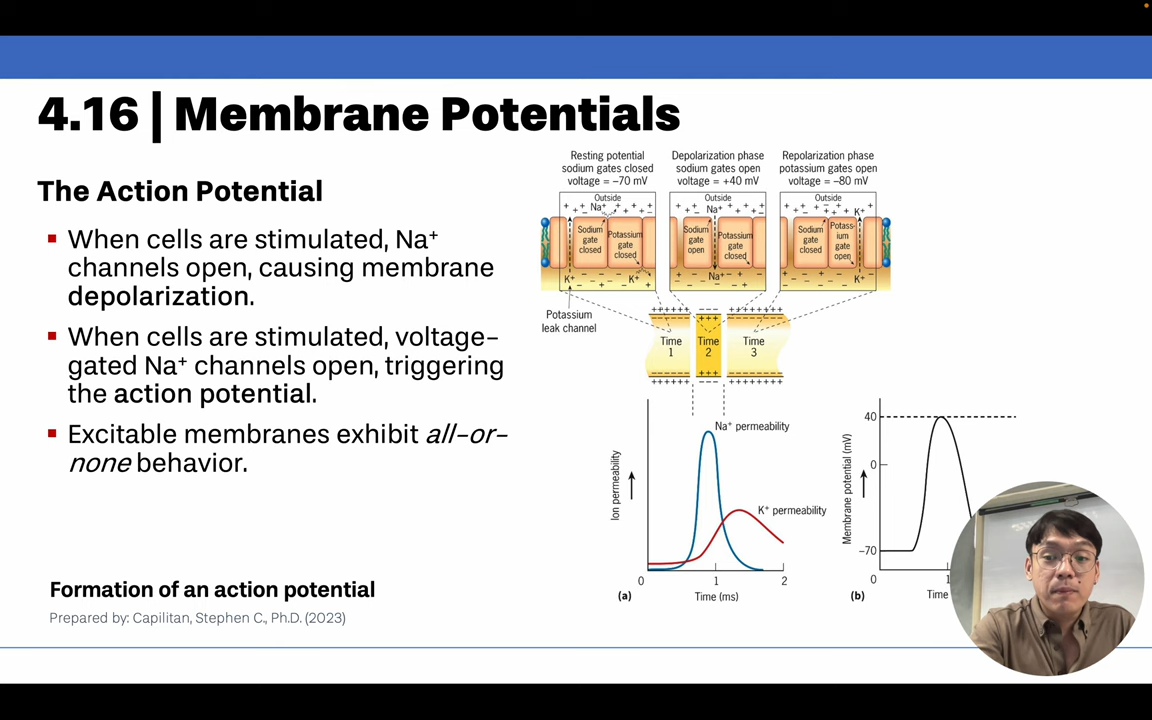 4.16 | Membrane Potentials
The Action Potential
▪ When cells are stimulated, Na⁺
channels open, causing membrane
depolarization.
▪ When cells are stimulated, voltage-
gated Na⁺ channels open, triggering
the action potential.
▪ Excitable membranes exhibit all-or-
none behavior.
Formation of an action potential
Prepared by: Capilitan, Stephen C., Ph.D. (2023)
Resting potential
sodium gates closed
voltage = –70 mV
Outside
Na⁺
Sodium
gate
closed
Potassium
gate
closed
K⁺
K⁺
Potassium
leak channel
Depolarization phase
sodium gates open
voltage = +40 mV
Outside
Na⁺
Sodium
gate
open
Potassium
gate
closed
Na⁺
Repolarization phase
potassium gates open
voltage = –80 mV
Outside
K⁺
Sodium
gate
closed
Potass-
ium
gate
open
K⁺
Time
1
Time
2
Time
3
Na⁺ permeability
K⁺ permeability
Ion permeability
0 1 2
(a) Time (ms)
40
0
–70
Membrane potential (mV)
0 1
(b) Time